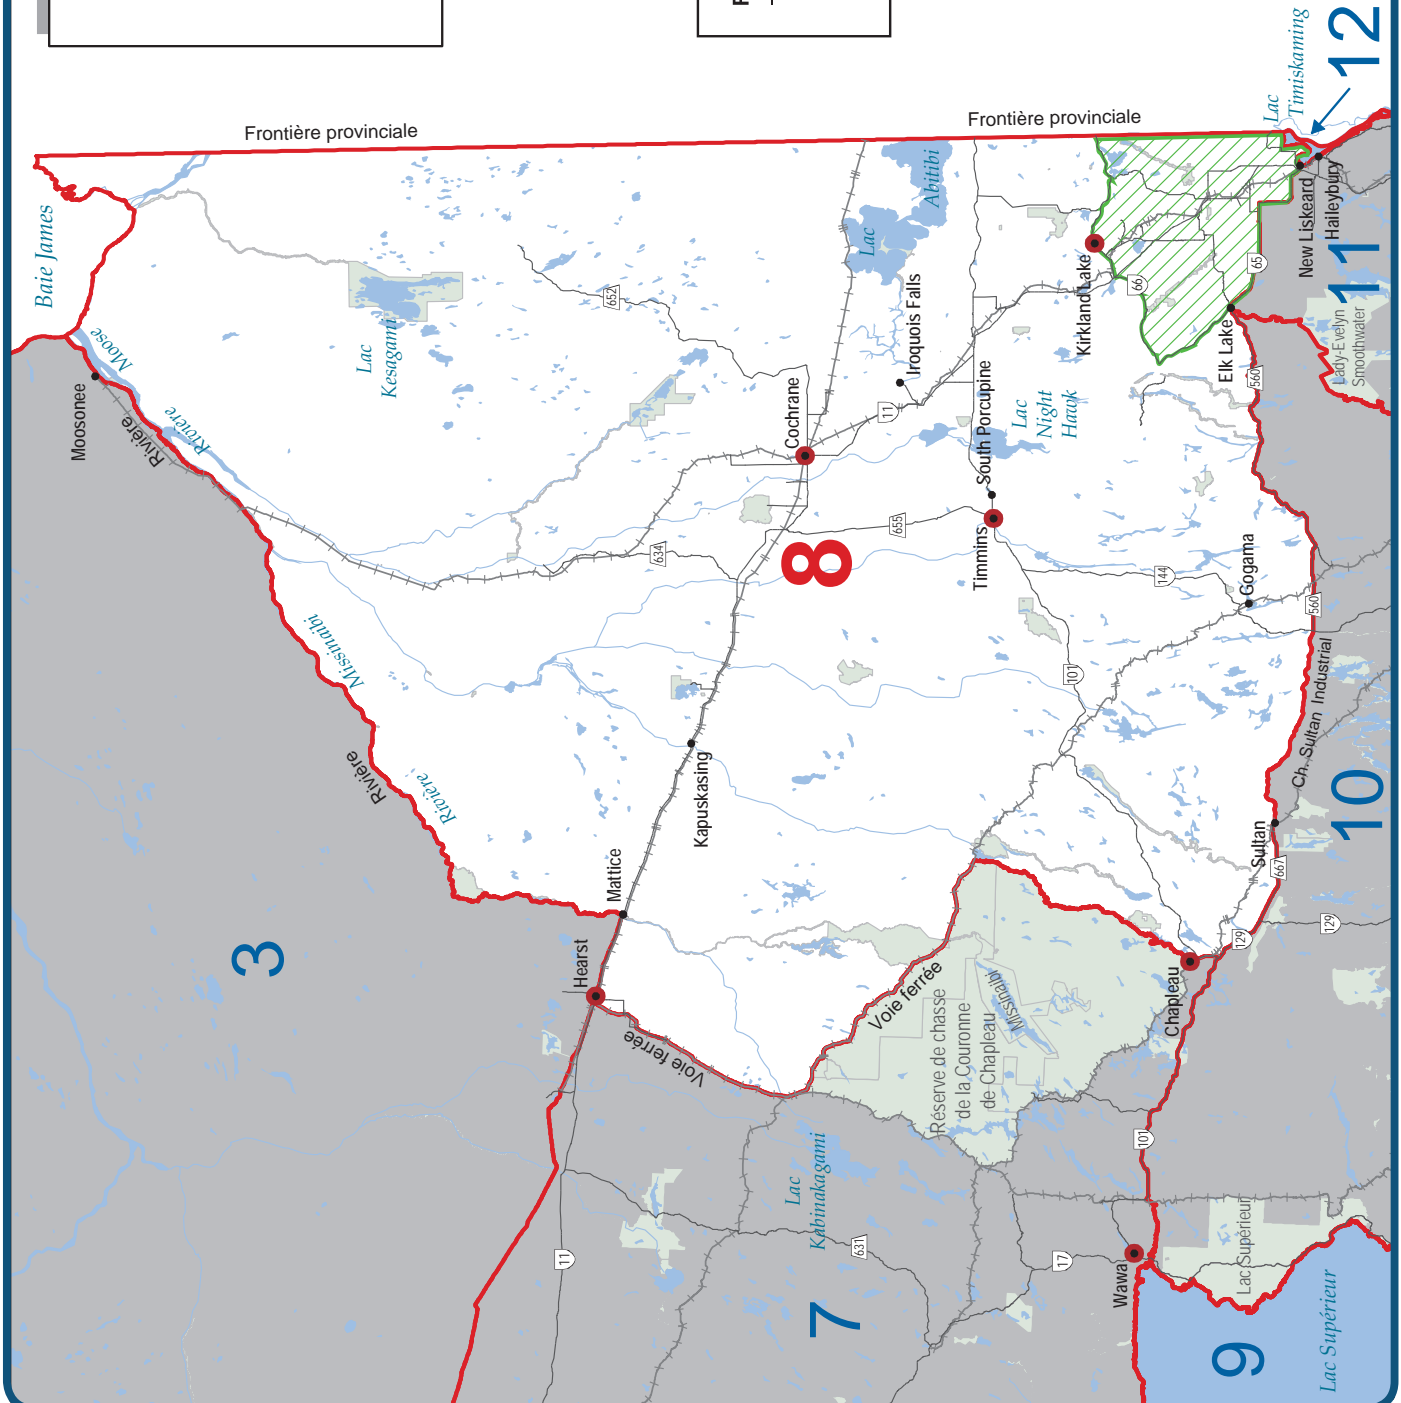 Frontière provinciale
Frontière provinciale
Baie James
Moosonee
Rivière
Moose
Rivière
Lac
Kesagami
652
Lac
Abitibi
Iroquois Falls
Cochrane
11
634
655
8
Lac
Timiskaming
12
11
New Liskeard
Haileybury
Kirkland Lake
66
65
Elk Lake
560
Lady-Evelyn
Smoothwater
South Porcupine
Lac
Night
Hawk
Timmins
144
Gogama
560
101
Missinaibi
Rivière
Rivière
Kapuskasing
Mattice
Hearst
3
Voie ferrée
Voie ferrée
Réserve de chasse
de la Couronne
de Chapleau
Missinaibi
Chapleau
Sultan
667
129
129
Ch. Sultan Industrial
10
101
Lac
Kabinakagami
631
11
17
7
Wawa
Lac Supérieur
9
Lac Supérieur